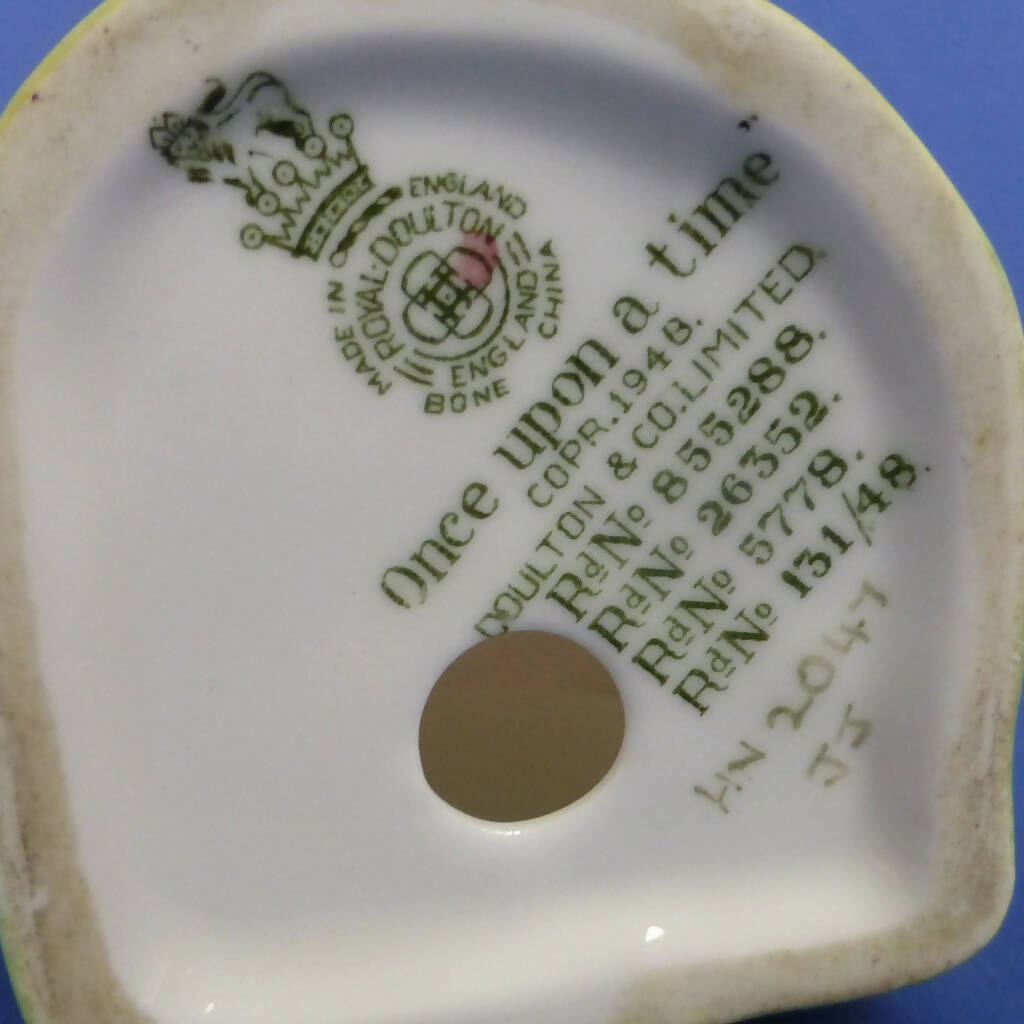 ENGLAND
MADE IN
ROYAL·DOULTON
ENGLAND
BONE CHINA
"Once upon a time"
COPR.1948.
DOULTON & CO.LIMITED.
RdNo 855288.
RdNo 26352.
RdNo 5778.
RdNo 131/48.
HN 2047
JJ